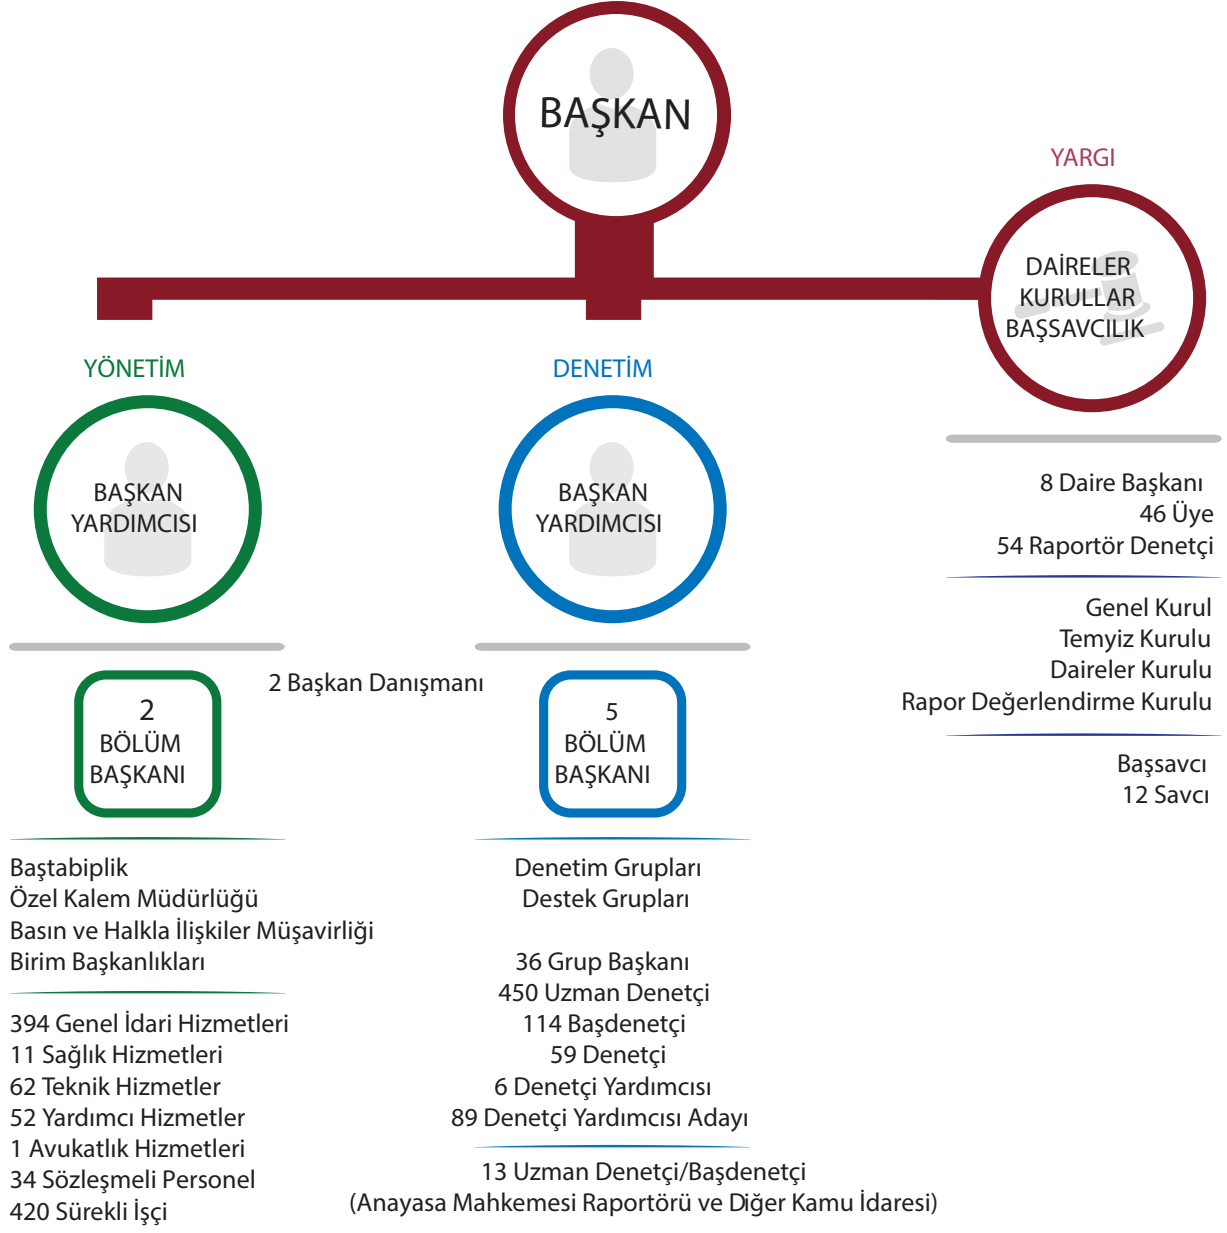 BAŞKAN
YARGI
DAİRELER
KURULLAR
BAŞSAVCILIK
8 Daire Başkanı
46 Üye
54 Raportör Denetçi
Genel Kurul
Temyiz Kurulu
Daireler Kurulu
Rapor Değerlendirme Kurulu
Başsavcı
12 Savcı
YÖNETİM
BAŞKAN
YARDIMCISI
2
BÖLÜM
BAŞKANI
2 Başkan Danışmanı
Baştabiplik
Özel Kalem Müdürlüğü
Basın ve Halkla İlişkiler Müşavirliği
Birim Başkanlıkları
394 Genel İdari Hizmetleri
11 Sağlık Hizmetleri
62 Teknik Hizmetler
52 Yardımcı Hizmetler
1 Avukatlık Hizmetleri
34 Sözleşmeli Personel
420 Sürekli İşçi
DENETİM
BAŞKAN
YARDIMCISI
5
BÖLÜM
BAŞKANI
Denetim Grupları
Destek Grupları
36 Grup Başkanı
450 Uzman Denetçi
114 Başdenetçi
59 Denetçi
6 Denetçi Yardımcısı
89 Denetçi Yardımcısı Adayı
13 Uzman Denetçi/Başdenetçi
(Anayasa Mahkemesi Raportörü ve Diğer Kamu İdaresi)